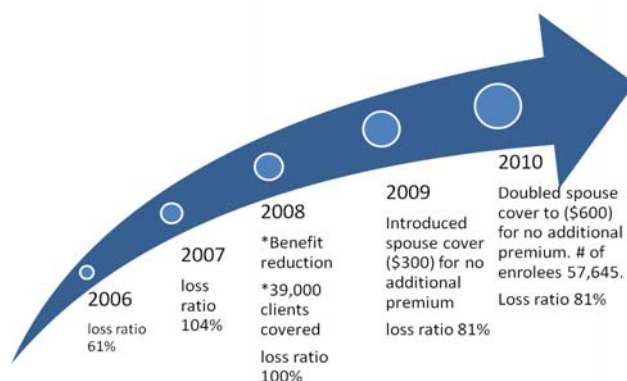 2006
loss ratio
61%
2007
loss
ratio
104%
2008
*Benefit
reduction
*39,000
clients
covered
loss ratio
100%
2009
Introduced
spouse cover
($300) for no
additional
premium
loss ratio 81%
2010
Doubled spouse
cover to ($600)
for no additional
premium. # of
enrolees 57,645.
Loss ratio 81%